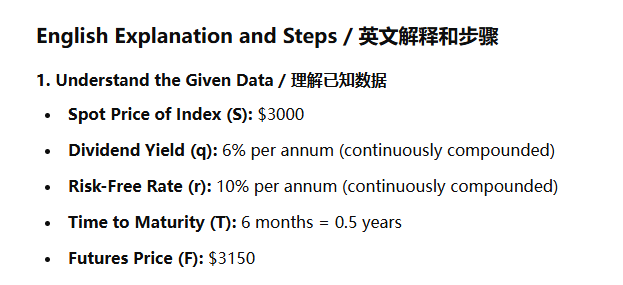 English Explanation and Steps / 英文解释和步骤
1. Understand the Given Data / 理解已知数据
• Spot Price of Index (S): $3000
• Dividend Yield (q): 6% per annum (continuously compounded)
• Risk-Free Rate (r): 10% per annum (continuously compounded)
• Time to Maturity (T): 6 months = 0.5 years
• Futures Price (F): $3150